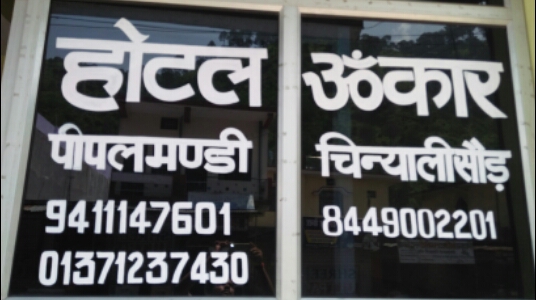 होटल ॐकार
पीपलमण्डी चिन्यालीसौड़
9411147601 8449002201
01371237430